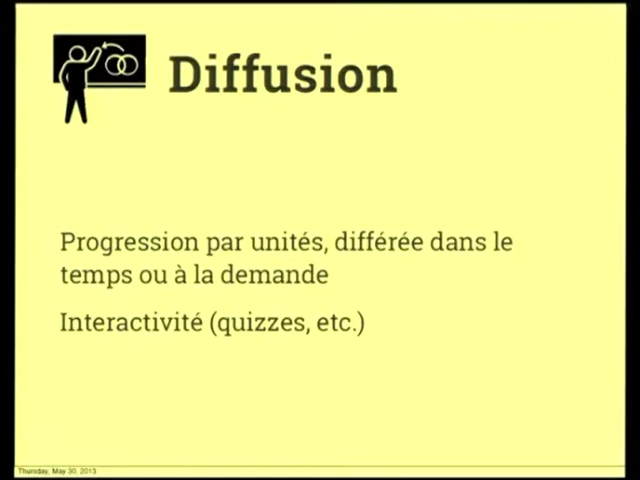 Diffusion
Progression par unités, différée dans le
temps ou à la demande
Interactivité (quizzes, etc.)
Thursday, May 30, 2013